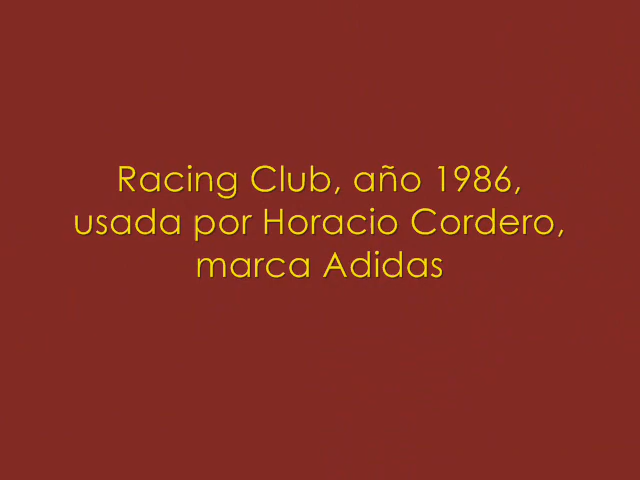 Racing Club, año 1986,
usada por Horacio Cordero,
marca Adidas